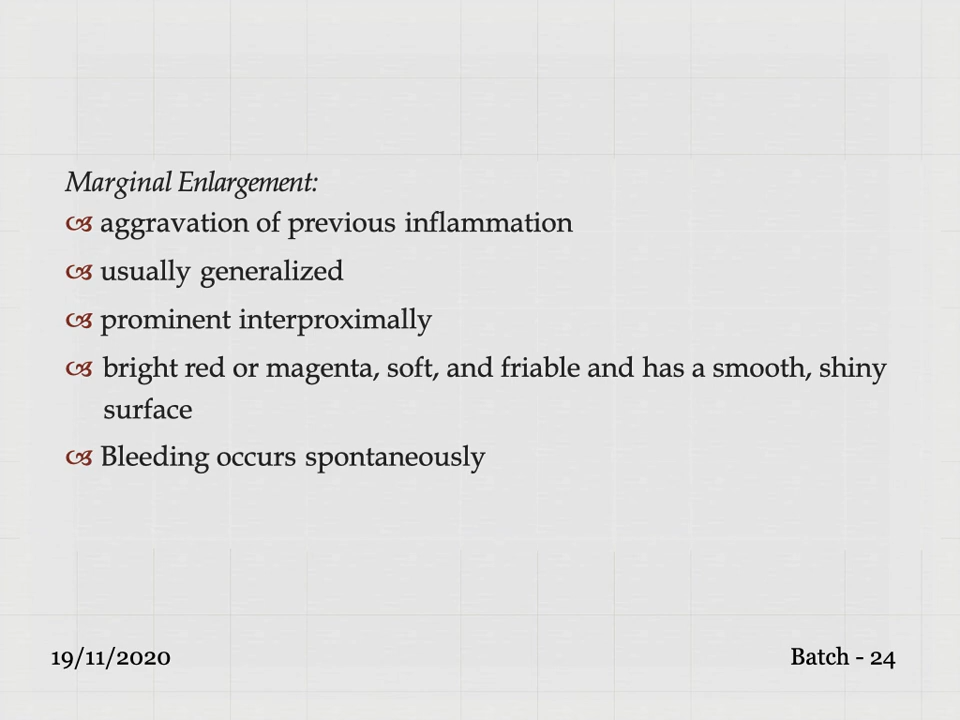 Marginal Enlargement:
aggravation of previous inflammation
usually generalized
prominent interproximally
bright red or magenta, soft, and friable and has a smooth, shiny
surface
Bleeding occurs spontaneously
19/11/2020
Batch - 24